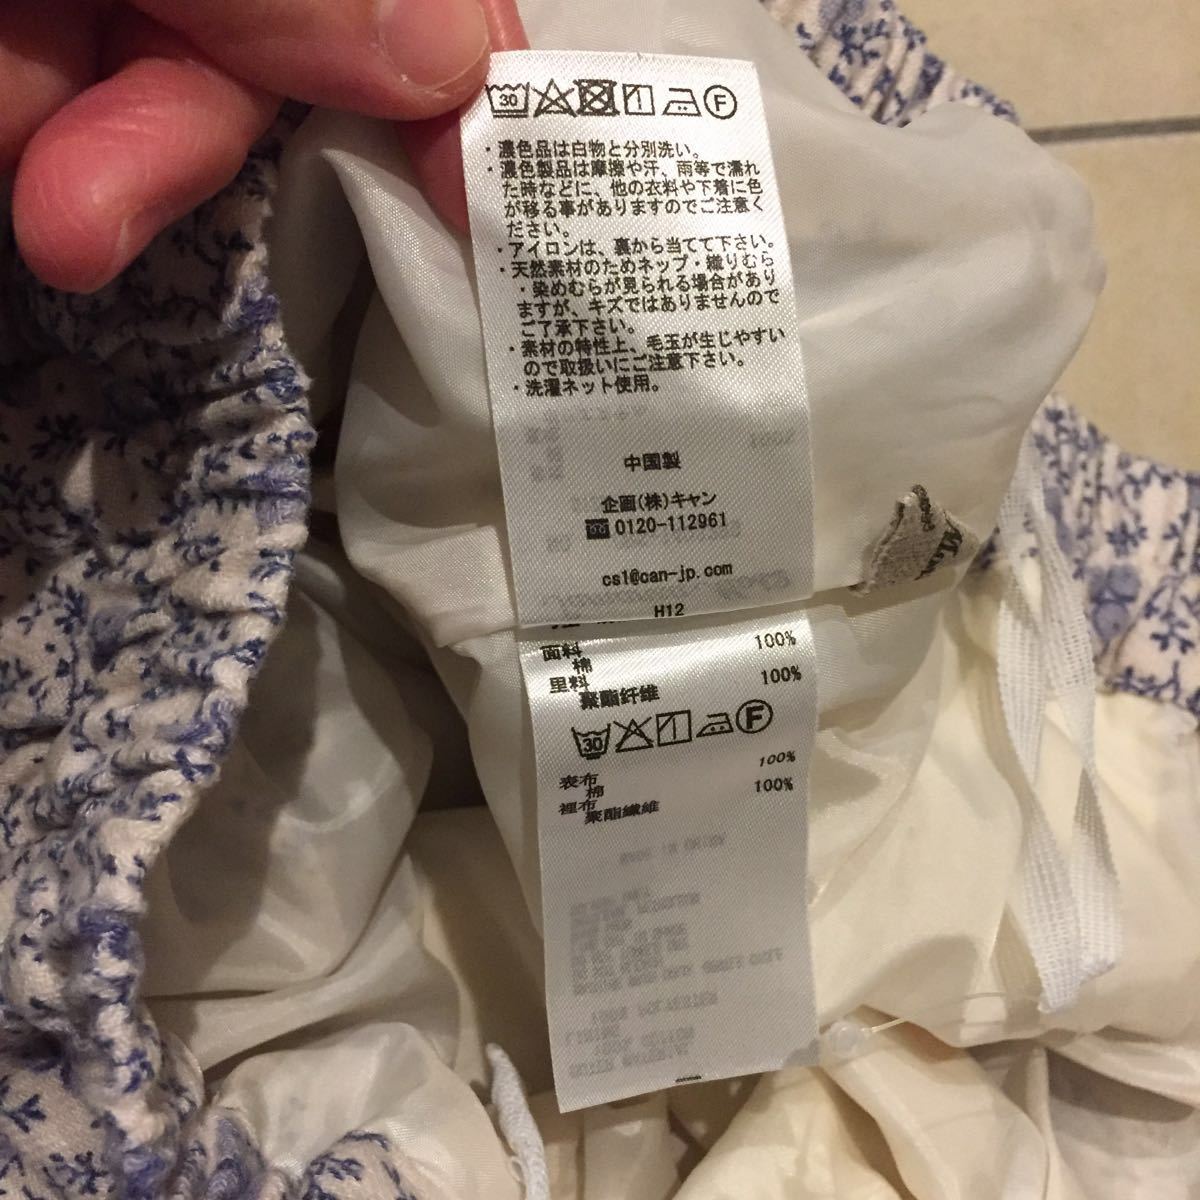 30 F
・濃色品は白物と分別洗い。
・濃色製品は摩擦や汗、雨等で濡れ
た時などに、他の衣料や下着に色
が移る事がありますのでご注意く
ださい。
・アイロンは、裏から当てて下さい。
・天然素材のためネップ・織りむら
・染めむらが見られる場合があり
ますが、キズではありませんので
ご了承下さい。
・素材の特性上、毛玉が生じやすい
ので取扱いにご注意下さい。
・洗濯ネット使用。
中国製
企画(株)キャン
☎0120-112961
cs1@can-jp.com
H12
面料 100%
棉
里料 100%
聚酯纤维
30 F
表布 100%
棉
裡布 100%
聚酯纖維